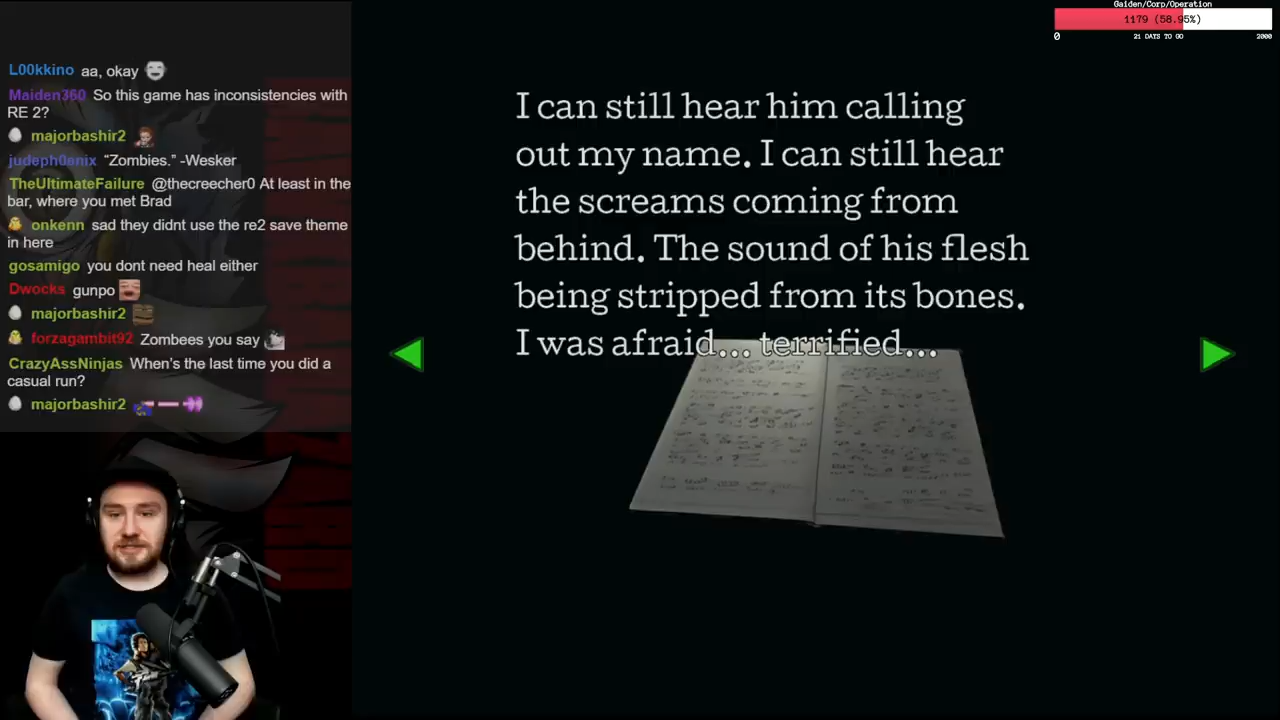 Gaiden/Corp/Operation
1179 (58.95%)
0
21 DAYS TO GO
2000
L00kkino aa, okay
Maiden360 So this game has inconsistencies with
RE 2?
majorbashir2
judeph0enix “Zombies.” -Wesker
TheUltimateFailure @thecreecher0 At least in the
bar, where you met Brad
onkenn sad they didnt use the re2 save theme
in here
gosamigo you dont need heal either
Dwocks gunpo
majorbashir2
forzagambit92 Zombees you say
CrazyAssNinjas When’s the last time you did a
casual run?
majorbashir2
I can still hear him calling
out my name. I can still hear
the screams coming from
behind. The sound of his flesh
being stripped from its bones.
I was afraid... terrified...